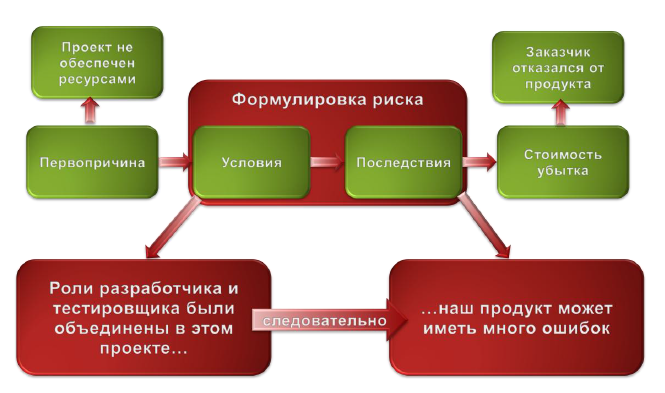 Проект не
обеспечен
ресурсами
Заказчик
отказался от
продукта
Формулировка риска
Первопричина
Условия
Последствия
Стоимость
убытка
Роли разработчика и
тестировщика были
объединены в этом
проекте...
следовательно
...наш продукт может
иметь много ошибок